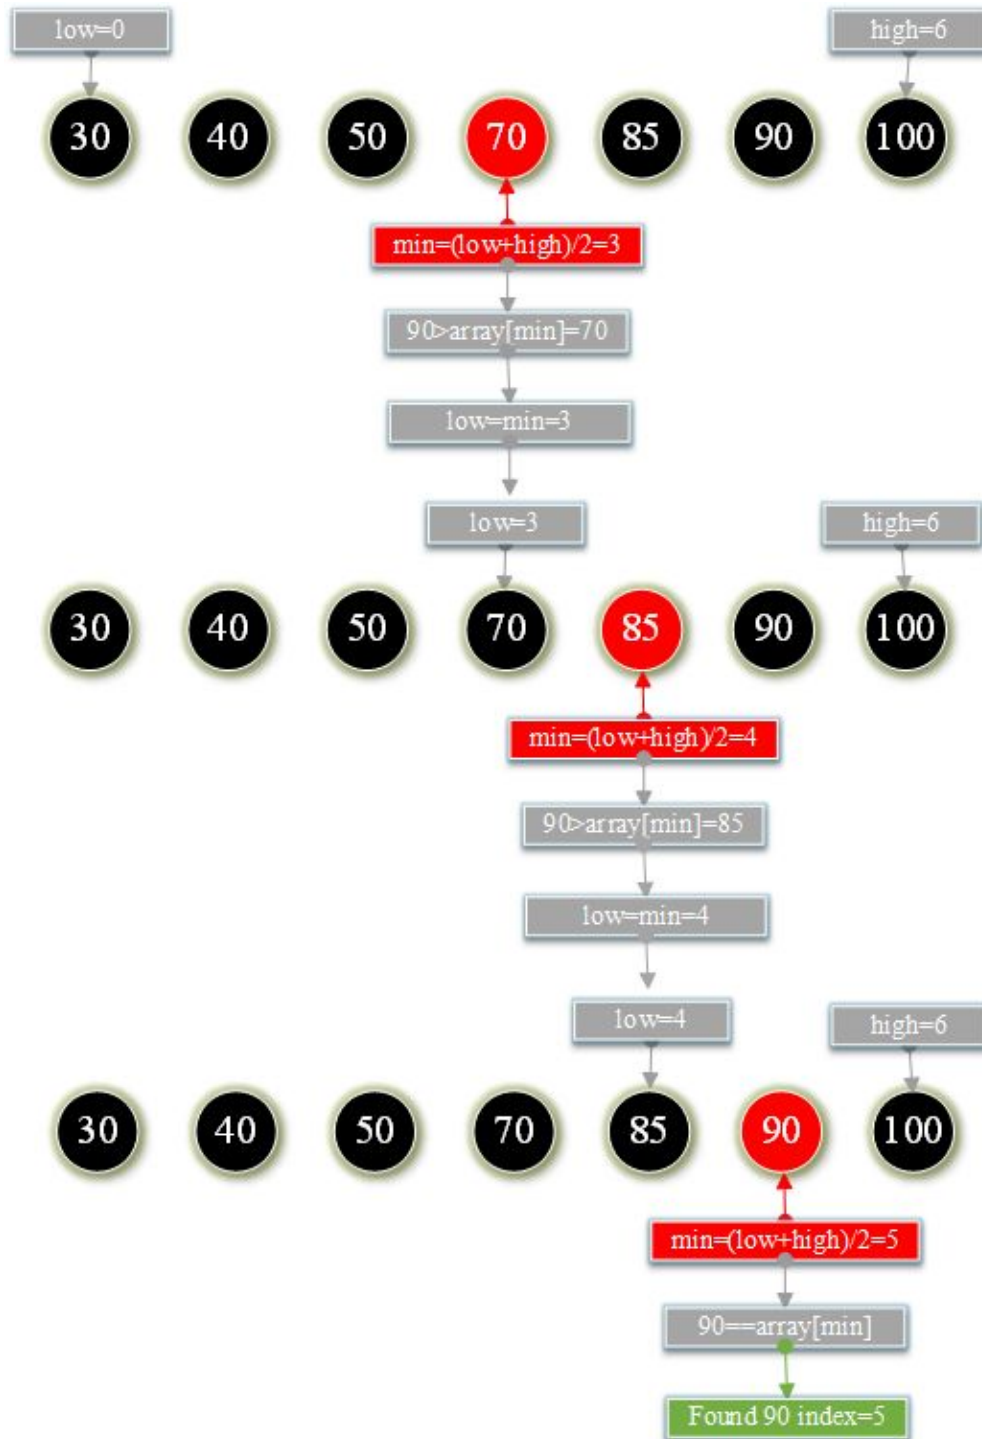 low=0 high=6
30 40 50 70 85 90 100
min=(low+high)/2=3
90>array[min]=70
low=min=3
low=3 high=6
30 40 50 70 85 90 100
min=(low+high)/2=4
90>array[min]=85
low=min=4
low=4 high=6
30 40 50 70 85 90 100
min=(low+high)/2=5
90==array[min]
Found 90 index=5